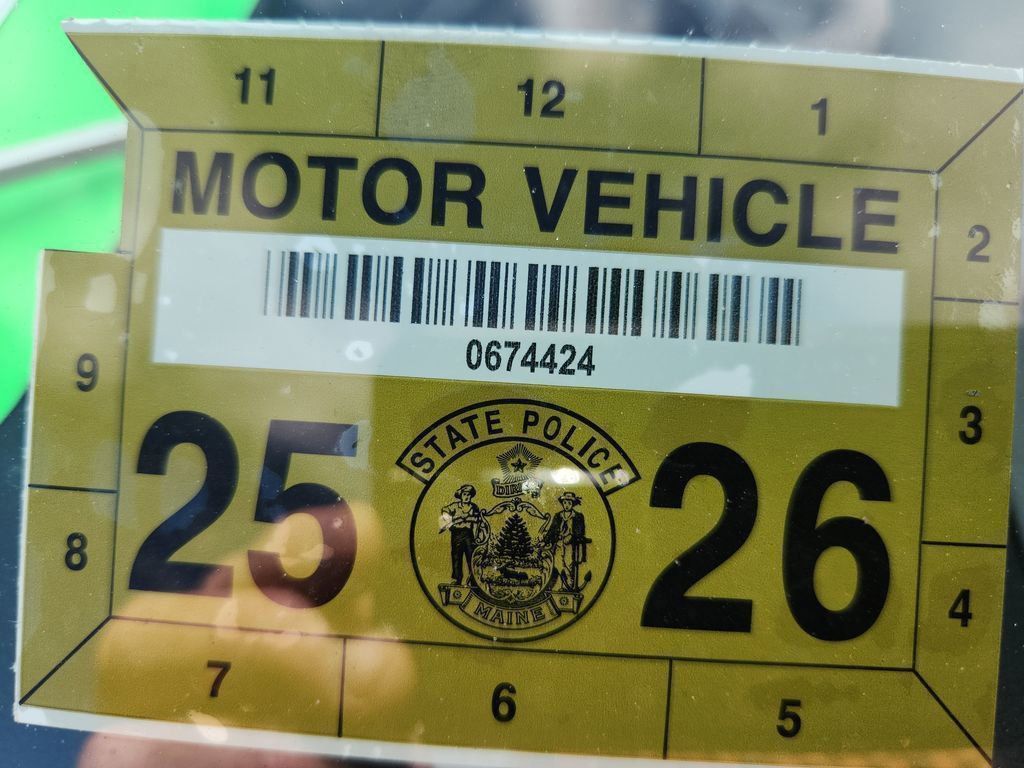 11 12 1
MOTOR VEHICLE
2
0674424
9
3
25
STATE POLICE
DIRIGO
MAINE
26
8
4
7 6 5